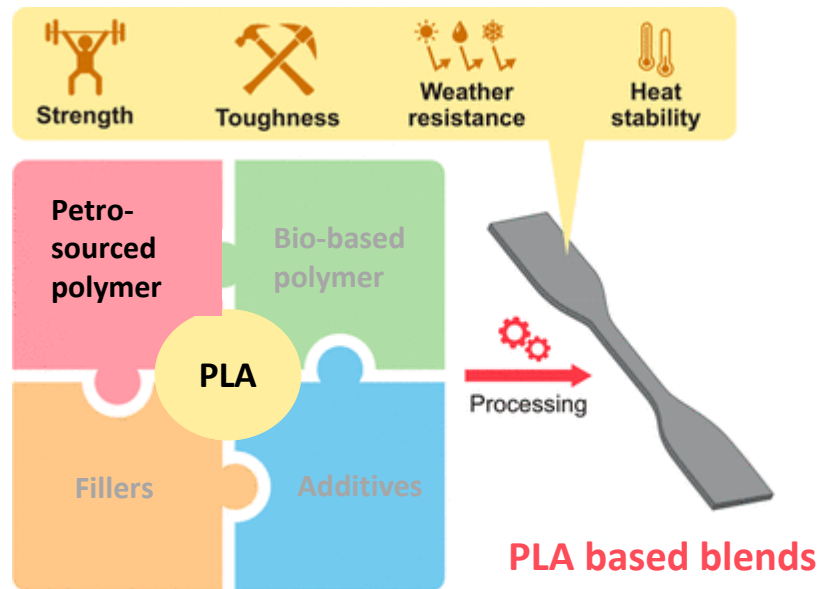 Strength
Toughness
Weather
resistance
Heat
stability
Petro-
sourced
polymer
Bio-based
polymer
PLA
Fillers
Additives
Processing
PLA based blends